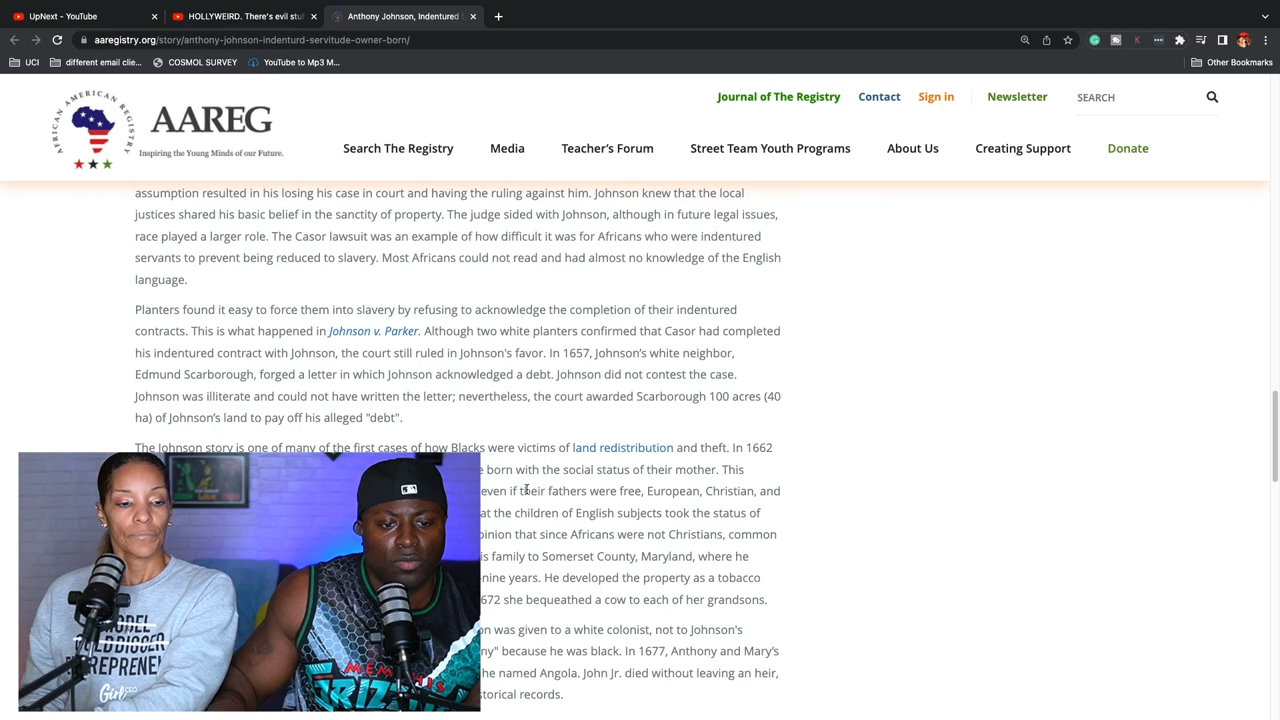 UpNext - YouTube
HOLLYWEIRD. There's evil stu
Anthony Johnson, Indentured
aaregistry.org/story/anthony-johnson-indenturd-servitude-owner-born/
UCI
different email clie...
COSMOL SURVEY
YouTube to Mp3 M...
Other Bookmarks
AFRICAN AMERICAN REGISTRY
AAREG
Inspiring the Young Minds of our Future.
Journal of The Registry
Contact
Sign in
Newsletter
SEARCH
Search The Registry
Media
Teacher's Forum
Street Team Youth Programs
About Us
Creating Support
Donate
assumption resulted in his losing his case in court and having the ruling against him. Johnson knew that the local
justices shared his basic belief in the sanctity of property. The judge sided with Johnson, although in future legal issues,
race played a larger role. The Casor lawsuit was an example of how difficult it was for Africans who were indentured
servants to prevent being reduced to slavery. Most Africans could not read and had almost no knowledge of the English
language.
Planters found it easy to force them into slavery by refusing to acknowledge the completion of their indentured
contracts. This is what happened in Johnson v. Parker. Although two white planters confirmed that Casor had completed
his indentured contract with Johnson, the court still ruled in Johnson's favor. In 1657, Johnson's white neighbor,
Edmund Scarborough, forged a letter in which Johnson acknowledged a debt. Johnson did not contest the case.
Johnson was illiterate and could not have written the letter; nevertheless, the court awarded Scarborough 100 acres (40
ha) of Johnson's land to pay off his alleged "debt".
The Johnson story is one of many of the first cases of how Blacks were victims of land redistribution and theft. In 1662
born with the social status of their mother. This
even if their fathers were free, European, Christian, and
at the children of English subjects took the status of
pinion that since Africans were not Christians, common
is family to Somerset County, Maryland, where he
-nine years. He developed the property as a tobacco
672 she bequeathed a cow to each of her grandsons.
on was given to a white colonist, not to Johnson's
ny" because he was black. In 1677, Anthony and Mary's
he named Angola. John Jr. died without leaving an heir,
storical records.
MODEL
GOLDDIGGER
ENTREPRENE
Girl CEO
MEMPHIS
GRIZZ